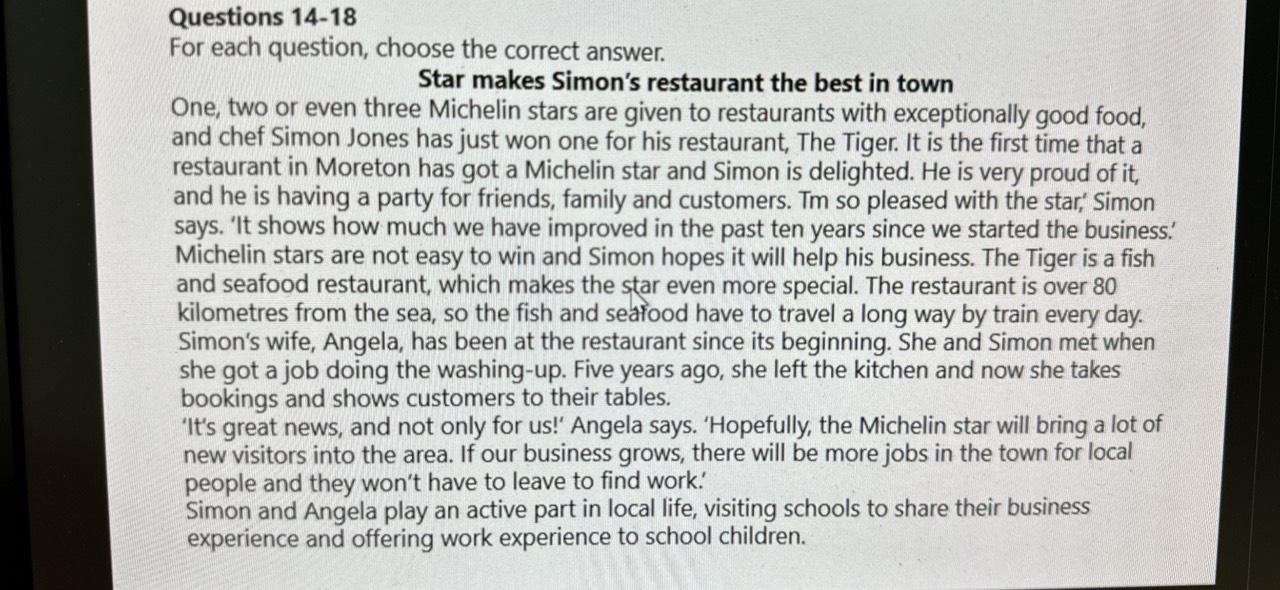 Questions 14-18
For each question, choose the correct answer.
Star makes Simon's restaurant the best in town
One, two or even three Michelin stars are given to restaurants with exceptionally good food,
and chef Simon Jones has just won one for his restaurant, The Tiger. It is the first time that a
restaurant in Moreton has got a Michelin star and Simon is delighted. He is very proud of it,
and he is having a party for friends, family and customers. Tm so pleased with the star,' Simon
says. 'It shows how much we have improved in the past ten years since we started the business.'
Michelin stars are not easy to win and Simon hopes it will help his business. The Tiger is a fish
and seafood restaurant, which makes the star even more special. The restaurant is over 80
kilometres from the sea, so the fish and seafood have to travel a long way by train every day.
Simon's wife, Angela, has been at the restaurant since its beginning. She and Simon met when
she got a job doing the washing-up. Five years ago, she left the kitchen and now she takes
bookings and shows customers to their tables.
'It's great news, and not only for us!' Angela says. 'Hopefully, the Michelin star will bring a lot of
new visitors into the area. If our business grows, there will be more jobs in the town for local
people and they won't have to leave to find work.'
Simon and Angela play an active part in local life, visiting schools to share their business
experience and offering work experience to school children.